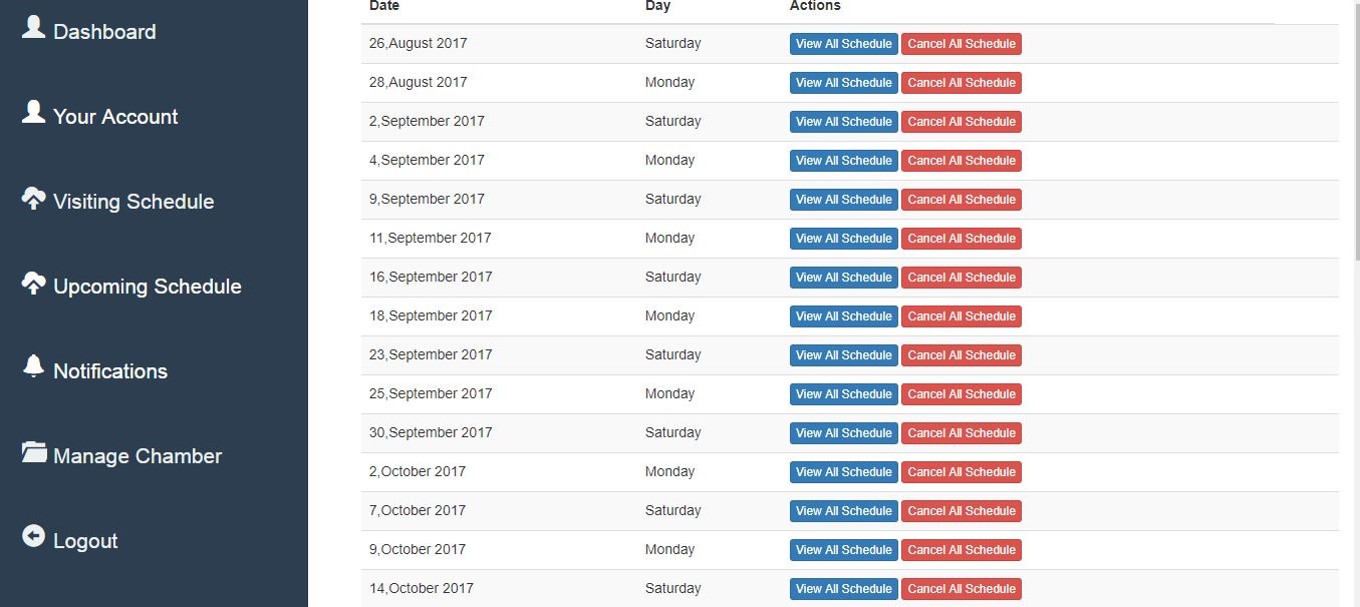 Dashboard
Your Account
Visiting Schedule
Upcoming Schedule
Notifications
Manage Chamber
Logout
Date Day Actions
26,August 2017 Saturday View All Schedule Cancel All Schedule
28,August 2017 Monday View All Schedule Cancel All Schedule
2,September 2017 Saturday View All Schedule Cancel All Schedule
4,September 2017 Monday View All Schedule Cancel All Schedule
9,September 2017 Saturday View All Schedule Cancel All Schedule
11,September 2017 Monday View All Schedule Cancel All Schedule
16,September 2017 Saturday View All Schedule Cancel All Schedule
18,September 2017 Monday View All Schedule Cancel All Schedule
23,September 2017 Saturday View All Schedule Cancel All Schedule
25,September 2017 Monday View All Schedule Cancel All Schedule
30,September 2017 Saturday View All Schedule Cancel All Schedule
2,October 2017 Monday View All Schedule Cancel All Schedule
7,October 2017 Saturday View All Schedule Cancel All Schedule
9,October 2017 Monday View All Schedule Cancel All Schedule
14,October 2017 Saturday View All Schedule Cancel All Schedule